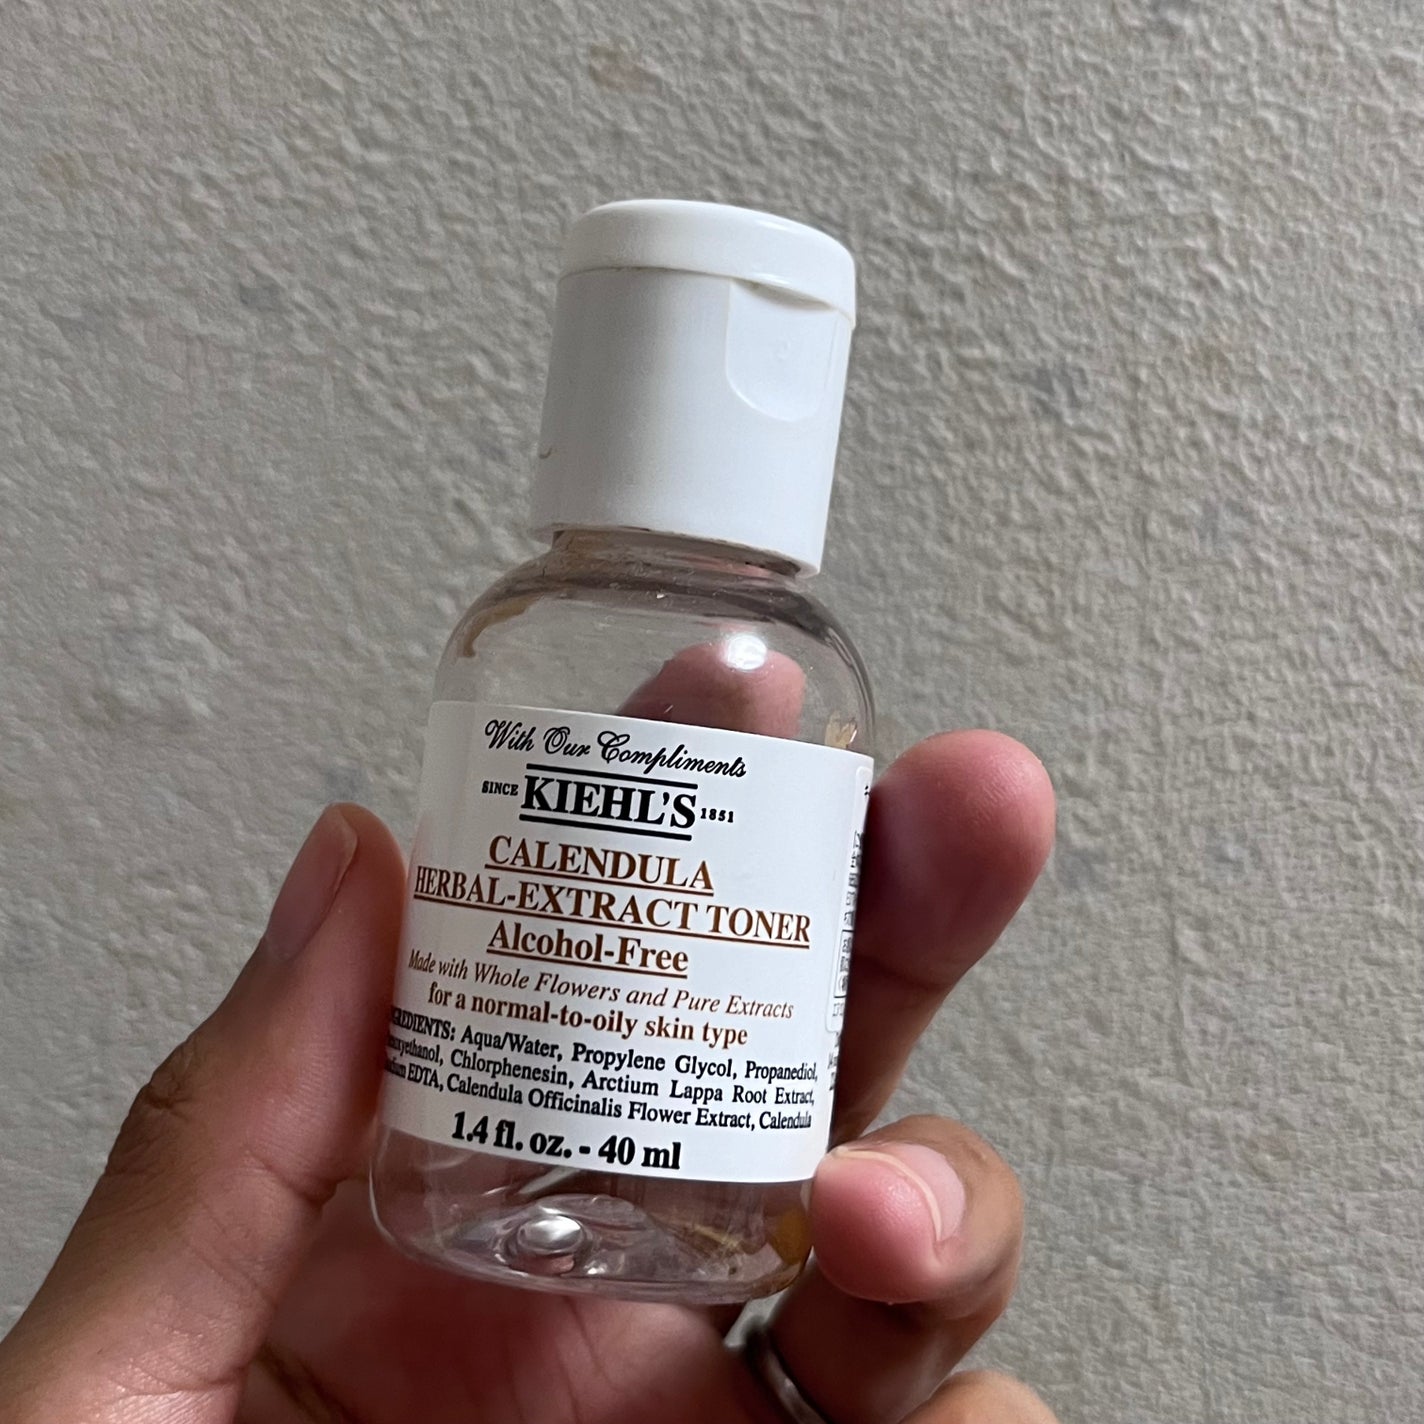 With Our Compliments
SINCE KIEHL'S 1851
CALENDULA
HERBAL-EXTRACT TONER
Alcohol-Free
Made with Whole Flowers and Pure Extracts
for a normal-to-oily skin type
Aqua/Water, Propylene Glycol, Propanediol,
Chlorphenesin, Arctium Lappa Root Extract,
EDTA, Calendula Officinalis Flower Extract, Calendula
1.4 fl. oz. - 40 ml